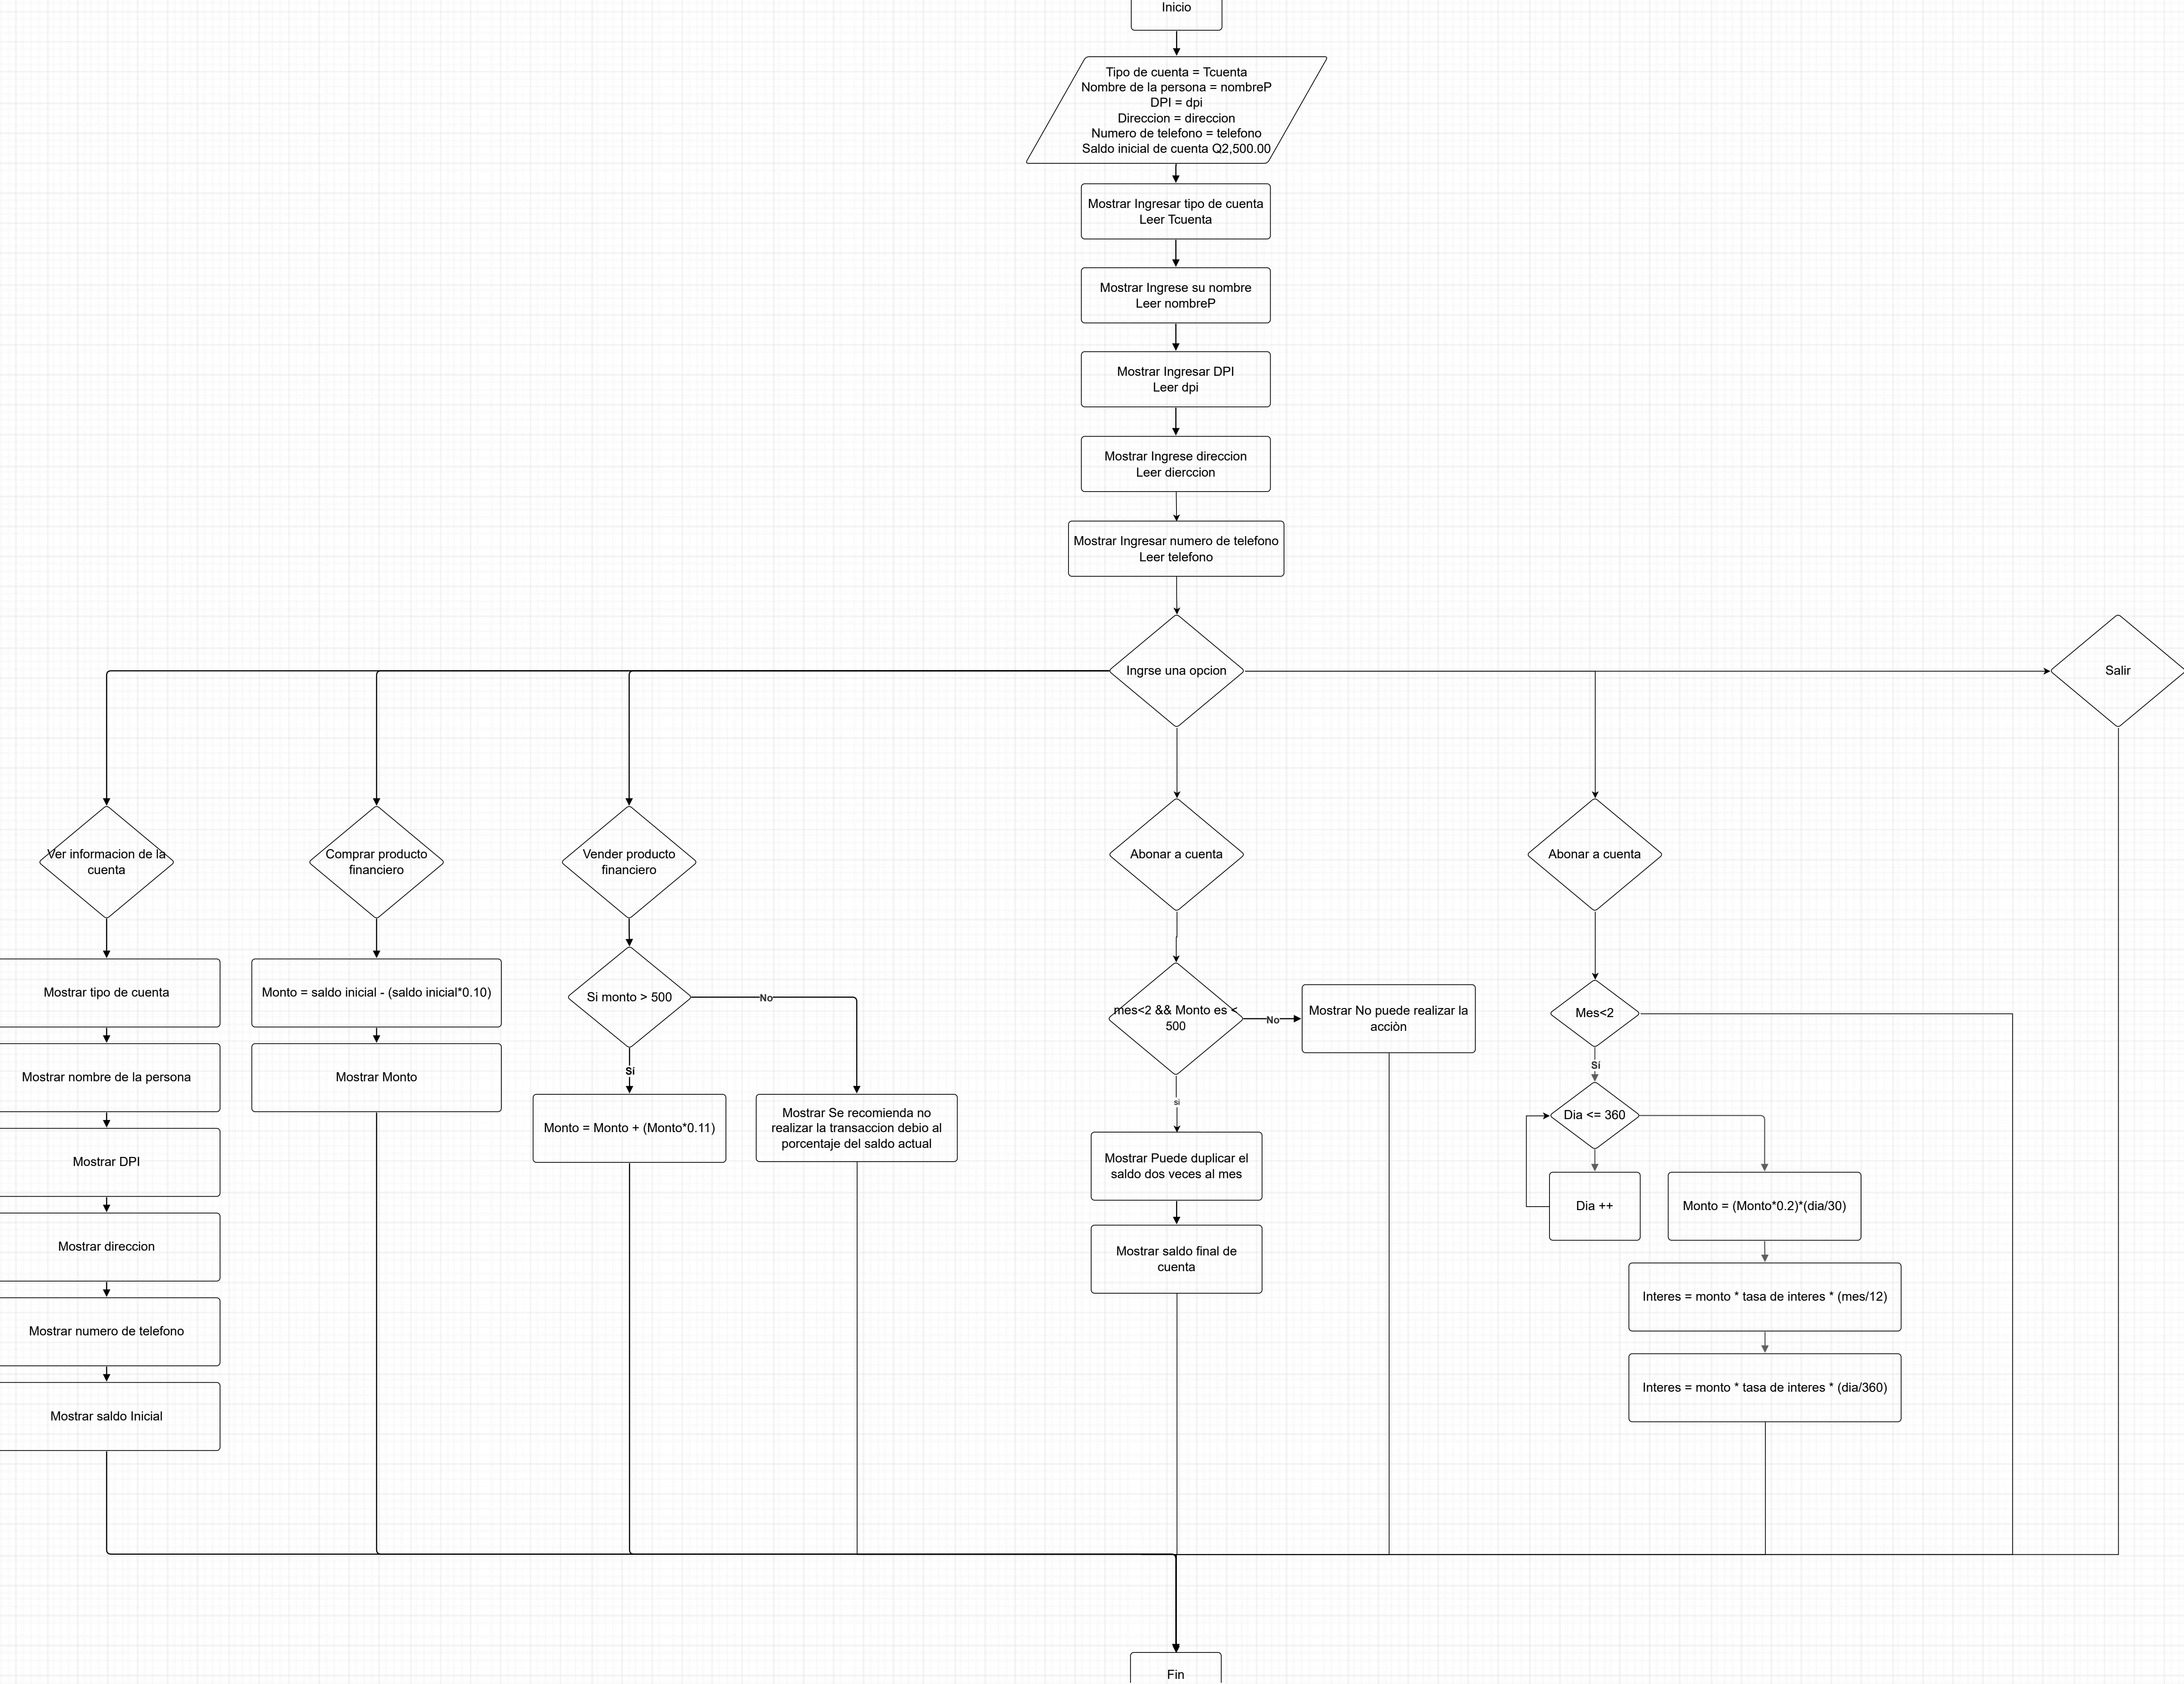 Inicio
Tipo de cuenta = Tcuenta
Nombre de la persona = nombreP
DPI = dpi
Direccion = direccion
Numero de telefono = telefono
Saldo inicial de cuenta Q2,500.00
Mostrar Ingresar tipo de cuenta
Leer Tcuenta
Mostrar Ingrese su nombre
Leer nombreP
Mostrar Ingresar DPI
Leer dpi
Mostrar Ingrese direccion
Leer dierccion
Mostrar Ingresar numero de telefono
Leer telefono
Ingrse una opcion
Salir
Ver informacion de la
cuenta
Mostrar tipo de cuenta
Mostrar nombre de la persona
Mostrar DPI
Mostrar direccion
Mostrar numero de telefono
Mostrar saldo Inicial
Comprar producto
financiero
Monto = saldo inicial - (saldo inicial*0.10)
Mostrar Monto
Vender producto
financiero
Si monto > 500
No
Sí
Monto = Monto + (Monto*0.11)
Mostrar Se recomienda no
realizar la transaccion debio al
porcentaje del saldo actual
Abonar a cuenta
mes<2 && Monto es <
500
No
Mostrar No puede realizar la
acciòn
si
Mostrar Puede duplicar el
saldo dos veces al mes
Mostrar saldo final de
cuenta
Abonar a cuenta
Mes<2
Sí
Dia <= 360
Dia ++
Monto = (Monto*0.2)*(dia/30)
Interes = monto * tasa de interes * (mes/12)
Interes = monto * tasa de interes * (dia/360)
Fin